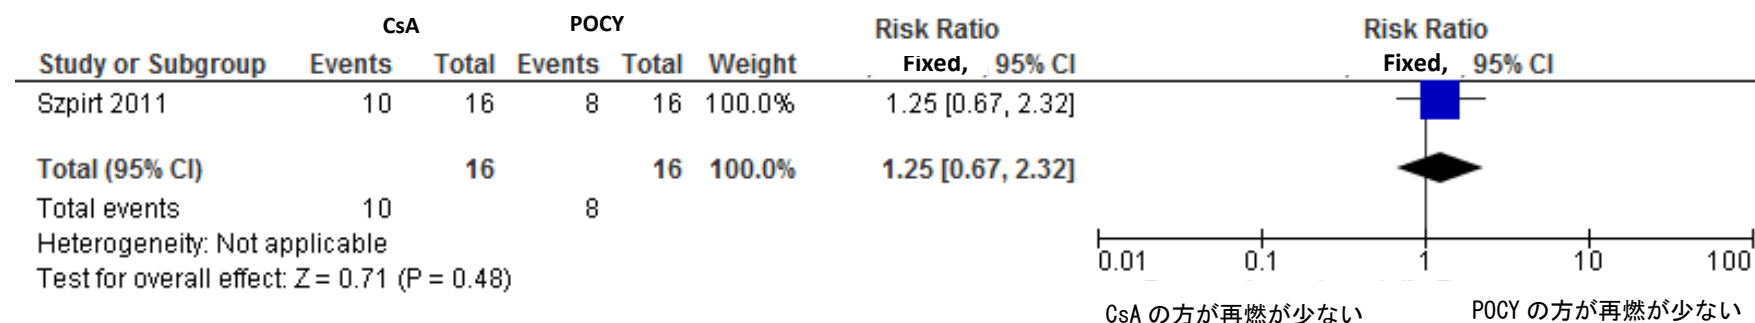 CsA POCY Risk Ratio Risk Ratio
Study or Subgroup Events Total Events Total Weight Fixed, 95% CI Fixed, 95% CI
Szpirt 2011 10 16 8 16 100.0% 1.25 [0.67, 2.32]
Total (95% CI) 16 16 100.0% 1.25 [0.67, 2.32]
Total events 10 8
Heterogeneity: Not applicable
Test for overall effect: Z = 0.71 (P = 0.48)
0.01 0.1 1 10 100
CsA の方が再燃が少ない POCY の方が再燃が少ない